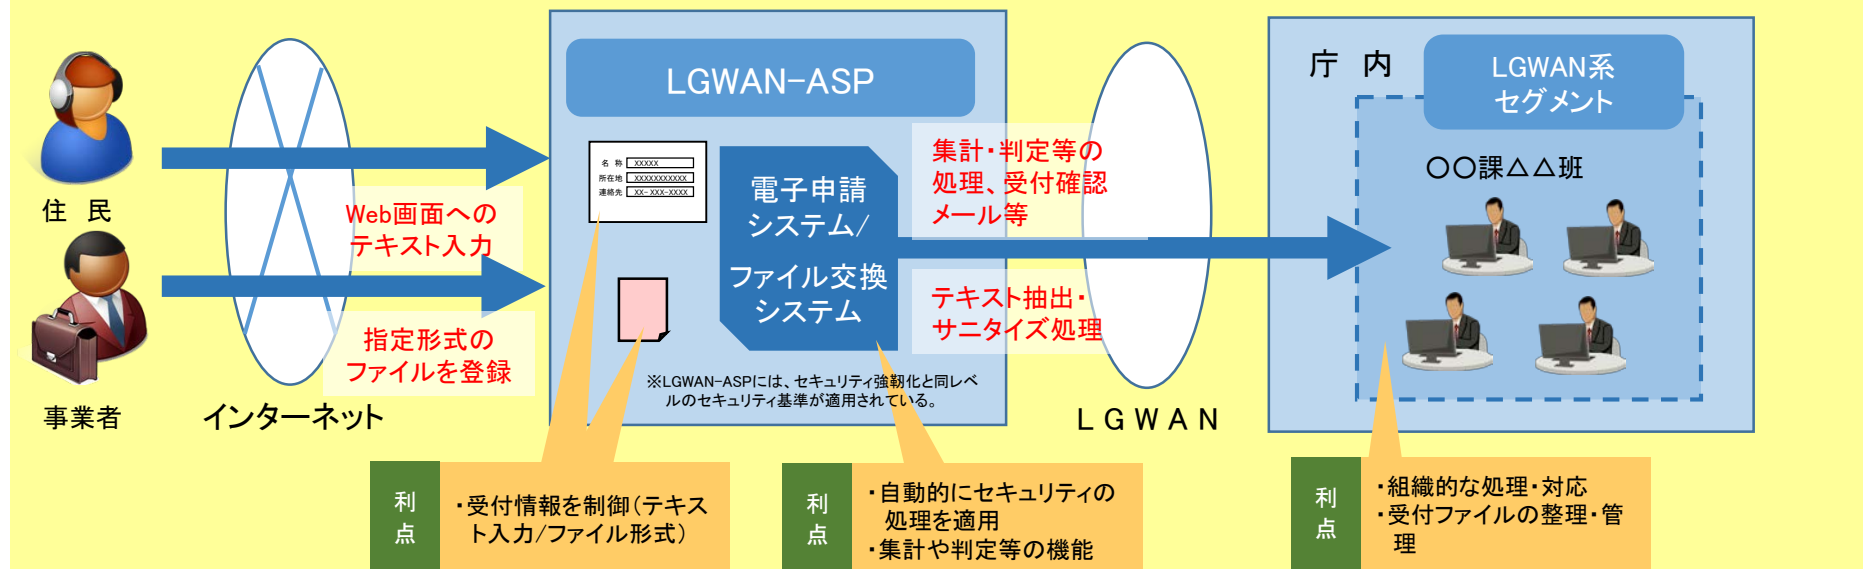 住 民
事業者
インターネット
Web画面への
テキスト入力
指定形式の
ファイルを登録
LGWAN-ASP
名 称 XXXXX
所在地 XXXXXXXXXXX
連絡先 XX-XXX-XXXX
電子申請
システム/
ファイル交換
システム
※LGWAN-ASPには、セキュリティ強靭化と同レベ
ルのセキュリティ基準が適用されている。
集計・判定等の
処理、受付確認
メール等
テキスト抽出・
サニタイズ処理
LGWAN
庁 内
LGWAN系
セグメント
〇〇課△△班
利
点
・受付情報を制御(テキス
ト入力/ファイル形式)
利
点
・自動的にセキュリティの
処理を適用
・集計や判定等の機能
利
点
・組織的な処理・対応
・受付ファイルの整理・管
理